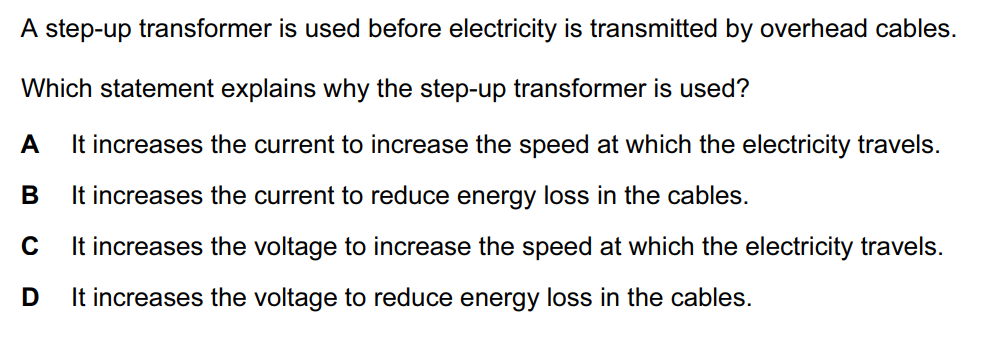 A step-up transformer is used before electricity is transmitted by overhead cables.
Which statement explains why the step-up transformer is used?
A It increases the current to increase the speed at which the electricity travels.
B It increases the current to reduce energy loss in the cables.
C It increases the voltage to increase the speed at which the electricity travels.
D It increases the voltage to reduce energy loss in the cables.